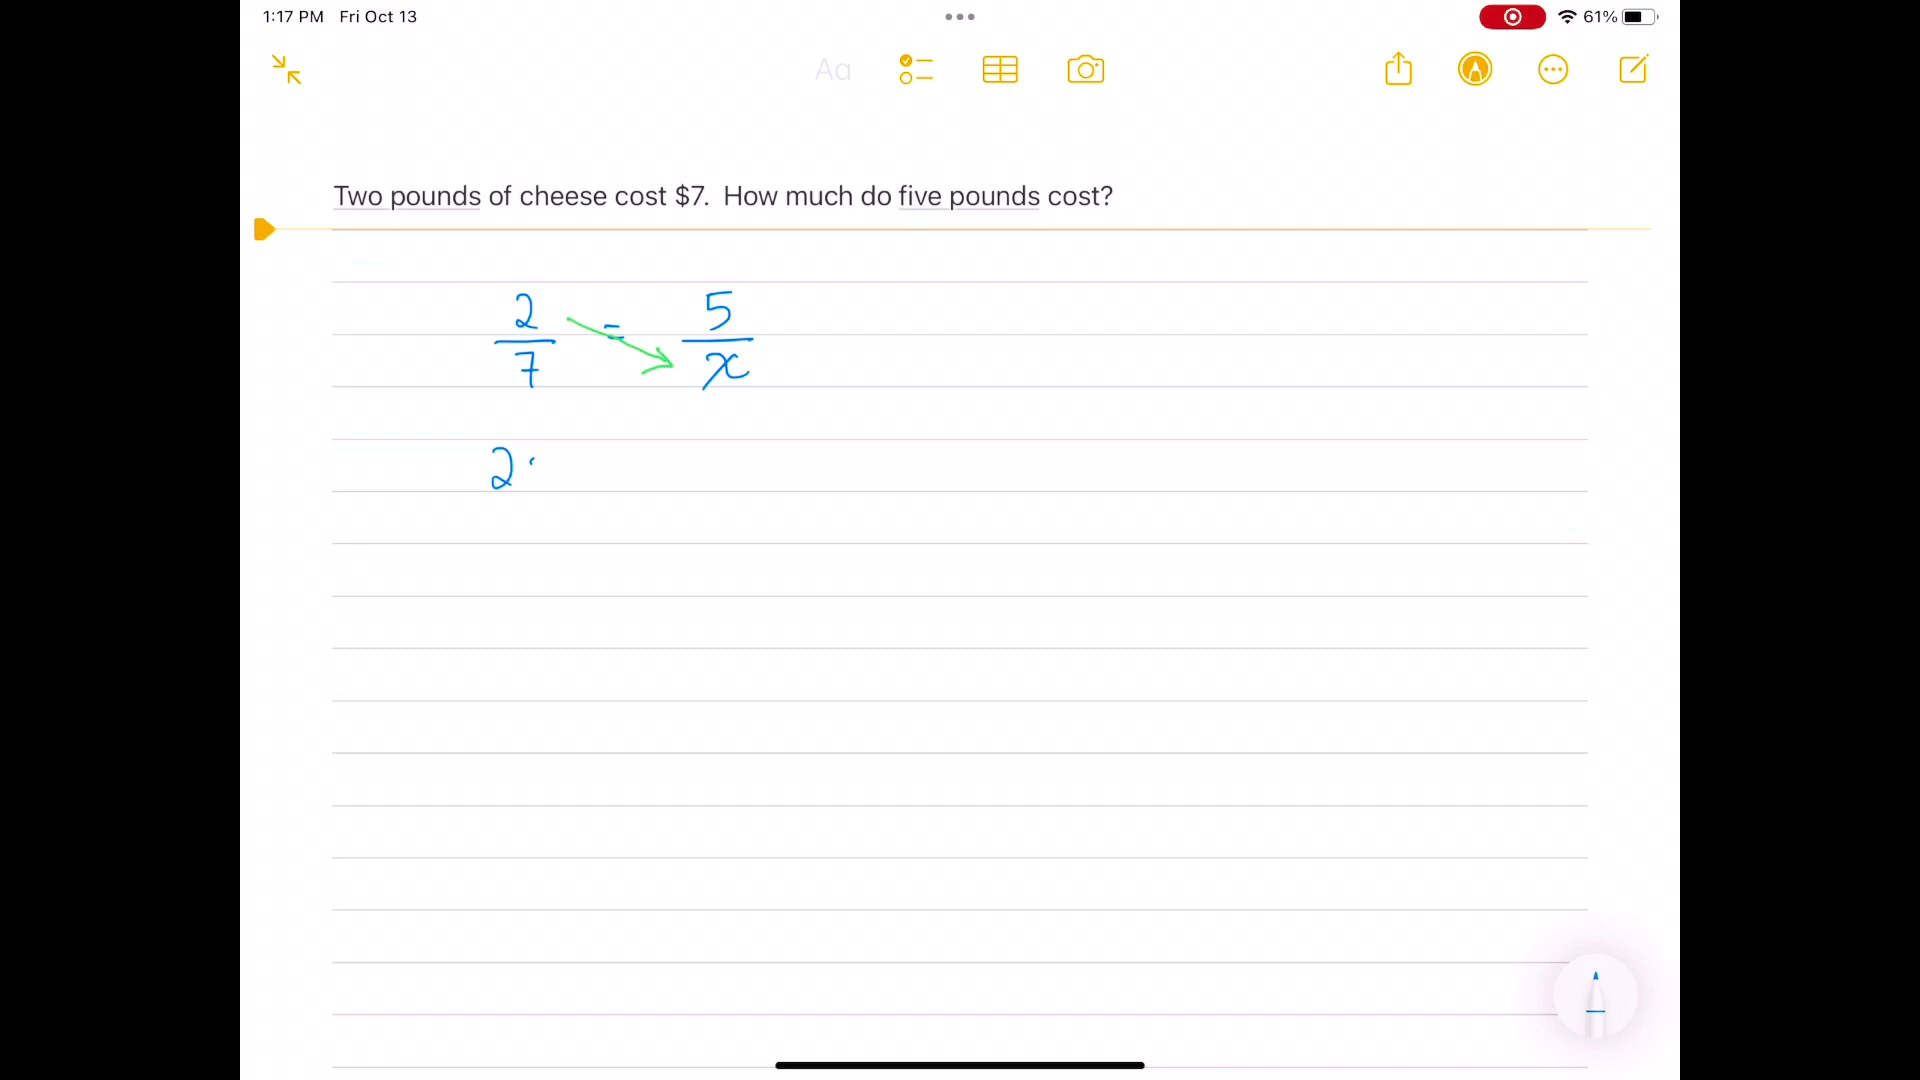 1:17 PM Fri Oct 13
61%
Aa
Two pounds of cheese cost $7. How much do five pounds cost?
2 = 5
7 x
2 ·